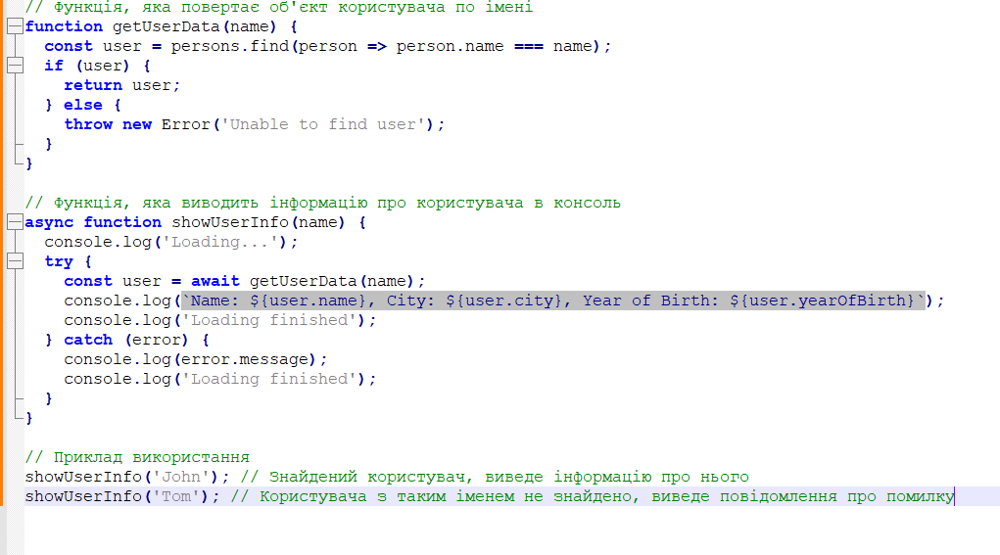 // Функція, яка повертає об'єкт користувача по імені
function getUserData(name) {
  const user = persons.find(person => person.name === name);
  if (user) {
    return user;
  } else {
    throw new Error('Unable to find user');
  }
}

// Функція, яка виводить інформацію про користувача в консоль
async function showUserInfo(name) {
  console.log('Loading...');
  try {
    const user = await getUserData(name);
    console.log(`Name: ${user.name}, City: ${user.city}, Year of Birth: ${user.yearOfBirth}`);
    console.log('Loading finished');
  } catch (error) {
    console.log(error.message);
    console.log('Loading finished');
  }
}

// Приклад використання
showUserInfo('John'); // Знайдений користувач, виведе інформацію про нього
showUserInfo('Tom'); // Користувача з таким іменем не знайдено, виведе повідомлення про помилку